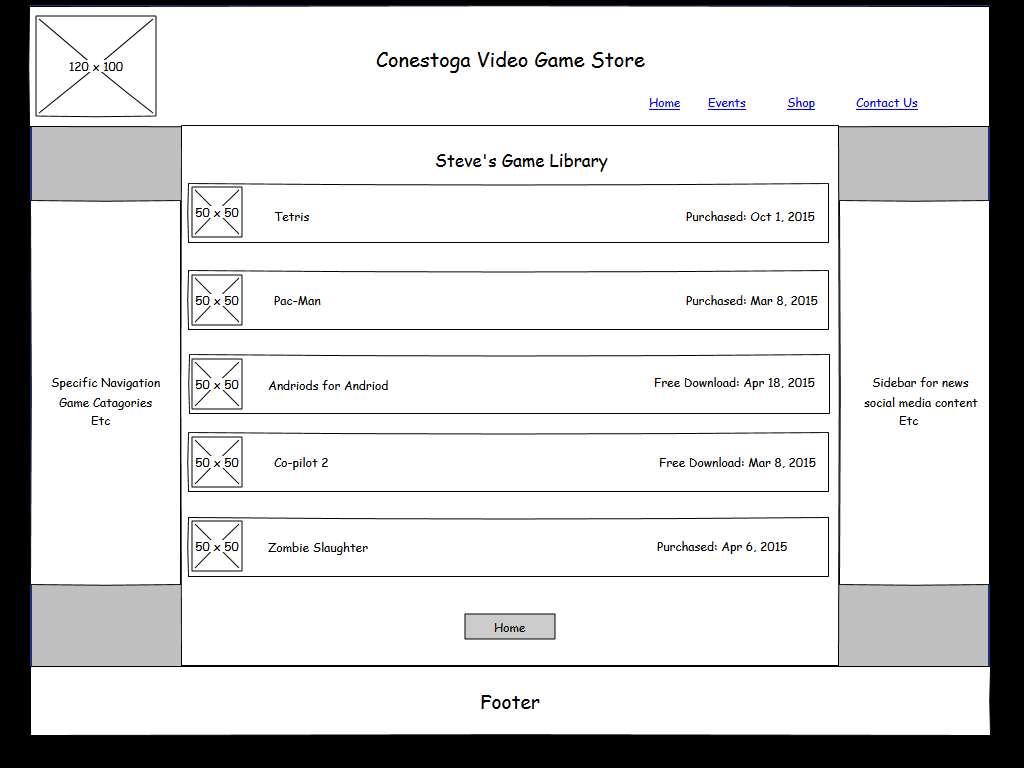 120 x 100
Conestoga Video Game Store
Home Events Shop Contact Us
Steve's Game Library
50 x 50 Tetris Purchased: Oct 1, 2015
50 x 50 Pac-Man Purchased: Mar 8, 2015
50 x 50 Andriods for Andriod Free Download: Apr 18, 2015
50 x 50 Co-pilot 2 Free Download: Mar 8, 2015
50 x 50 Zombie Slaughter Purchased: Apr 6, 2015
Home
Specific Navigation
Game Catagories
Etc
Sidebar for news
social media content
Etc
Footer